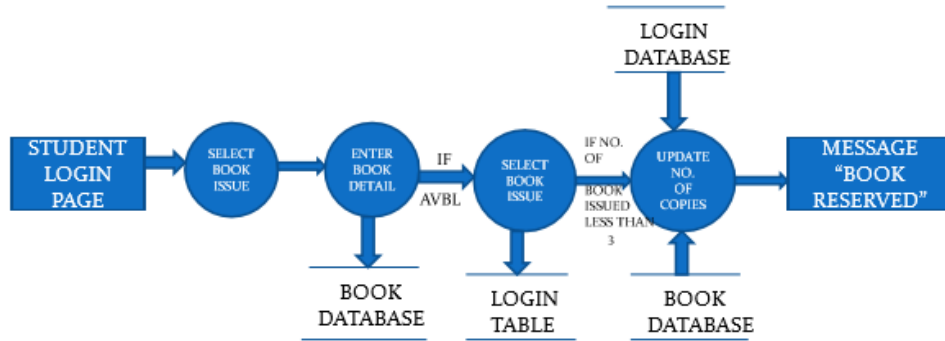 LOGIN
DATABASE
STUDENT
LOGIN
PAGE
SELECT
BOOK
ISSUE
ENTER
BOOK
DETAIL
IF
AVBL
SELECT
BOOK
ISSUE
IF NO.
OF
BOOK
ISSUED
LESS THAN
3
UPDATE
NO.
OF
COPIES
MESSAGE
“BOOK
RESERVED”
BOOK
DATABASE
LOGIN
TABLE
BOOK
DATABASE